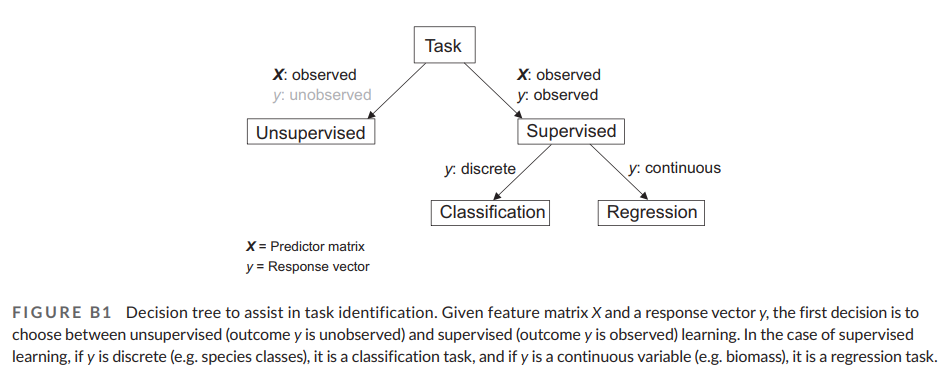 Task
X: observed
y: unobserved
X: observed
y: observed
Unsupervised
Supervised
y: discrete
y: continuous
Classification
Regression
X = Predictor matrix
y = Response vector
FIGURE B1 Decision tree to assist in task identification. Given feature matrix X and a response vector y, the first decision is to
choose between unsupervised (outcome y is unobserved) and supervised (outcome y is observed) learning. In the case of supervised
learning, if y is discrete (e.g. species classes), it is a classification task, and if y is a continuous variable (e.g. biomass), it is a regression task.